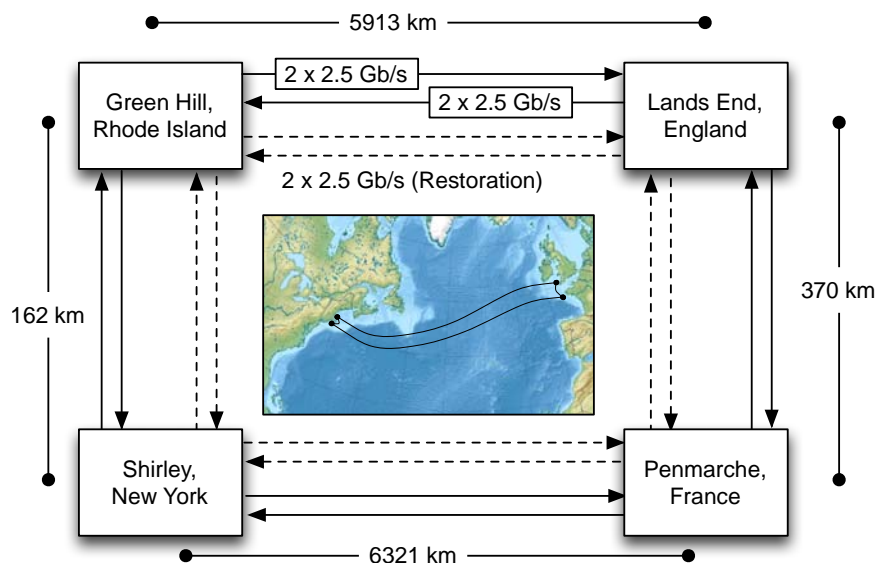 5913 km
2 x 2.5 Gb/s
Green Hill,
Rhode Island
Lands End,
England
2 x 2.5 Gb/s
2 x 2.5 Gb/s (Restoration)
162 km
370 km
Shirley,
New York
Penmarche,
France
6321 km